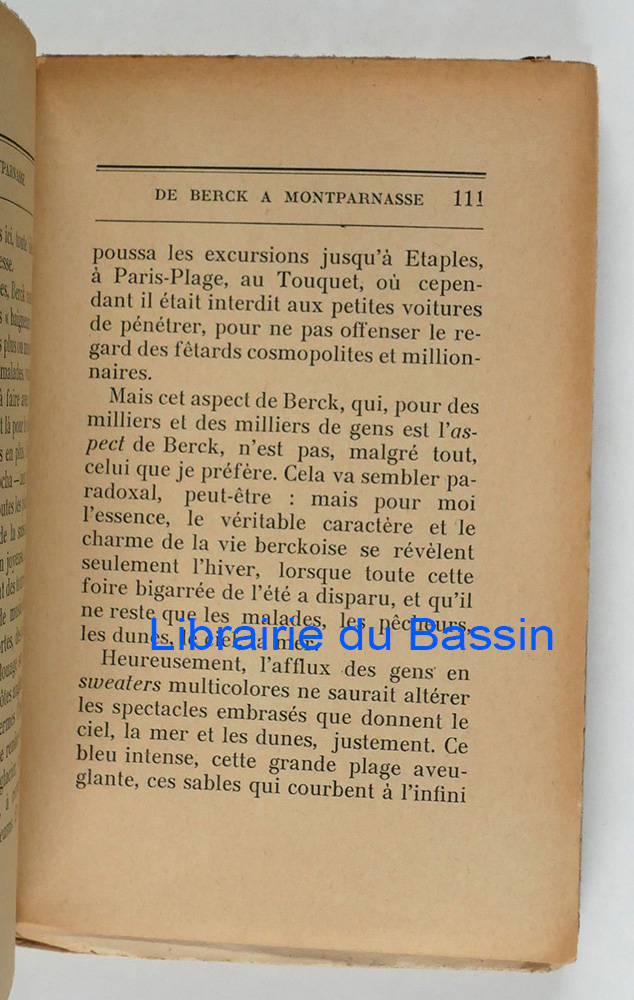 DE BERCK A MONTPARNASSE 111
poussa les excursions jusqu'à Etaples,
à Paris-Plage, au Touquet, où cepen-
dant il était interdit aux petites voitures
de pénétrer, pour ne pas offenser le re-
gard des fêtards cosmopolites et million-
naires.
Mais cet aspect de Berck, qui, pour des
milliers et des milliers de gens est l'as-
pect de Berck, n'est pas, malgré tout,
celui que je préfère. Cela va sembler pa-
radoxal, peut-être : mais pour moi
l'essence, le véritable caractère et le
charme de la vie berckoise se révèlent
seulement l'hiver, lorsque toute cette
foire bigarrée de l'été a disparu, et qu'il
ne reste que les malades, les pêcheurs,
les dunes, le ciel, la mer.
Librairie du Bassin
Heureusement, l'afflux des gens en
sweaters multicolores ne saurait altérer
les spectacles embrasés que donnent le
ciel, la mer et les dunes, justement. Ce
bleu intense, cette grande plage aveu-
glante, ces sables qui courbent à l'infini